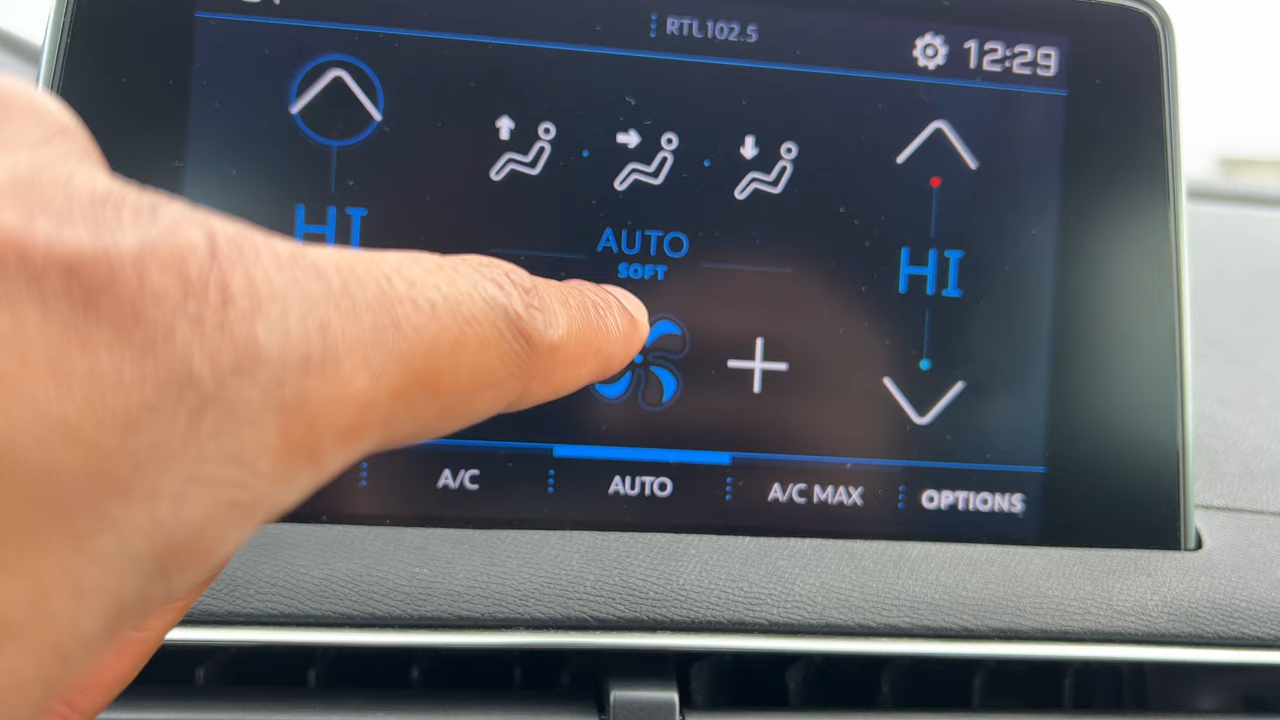 RTL102.5
12:29
HI
AUTO
SOFT
HI
A/C
AUTO
A/C MAX
OPTIONS